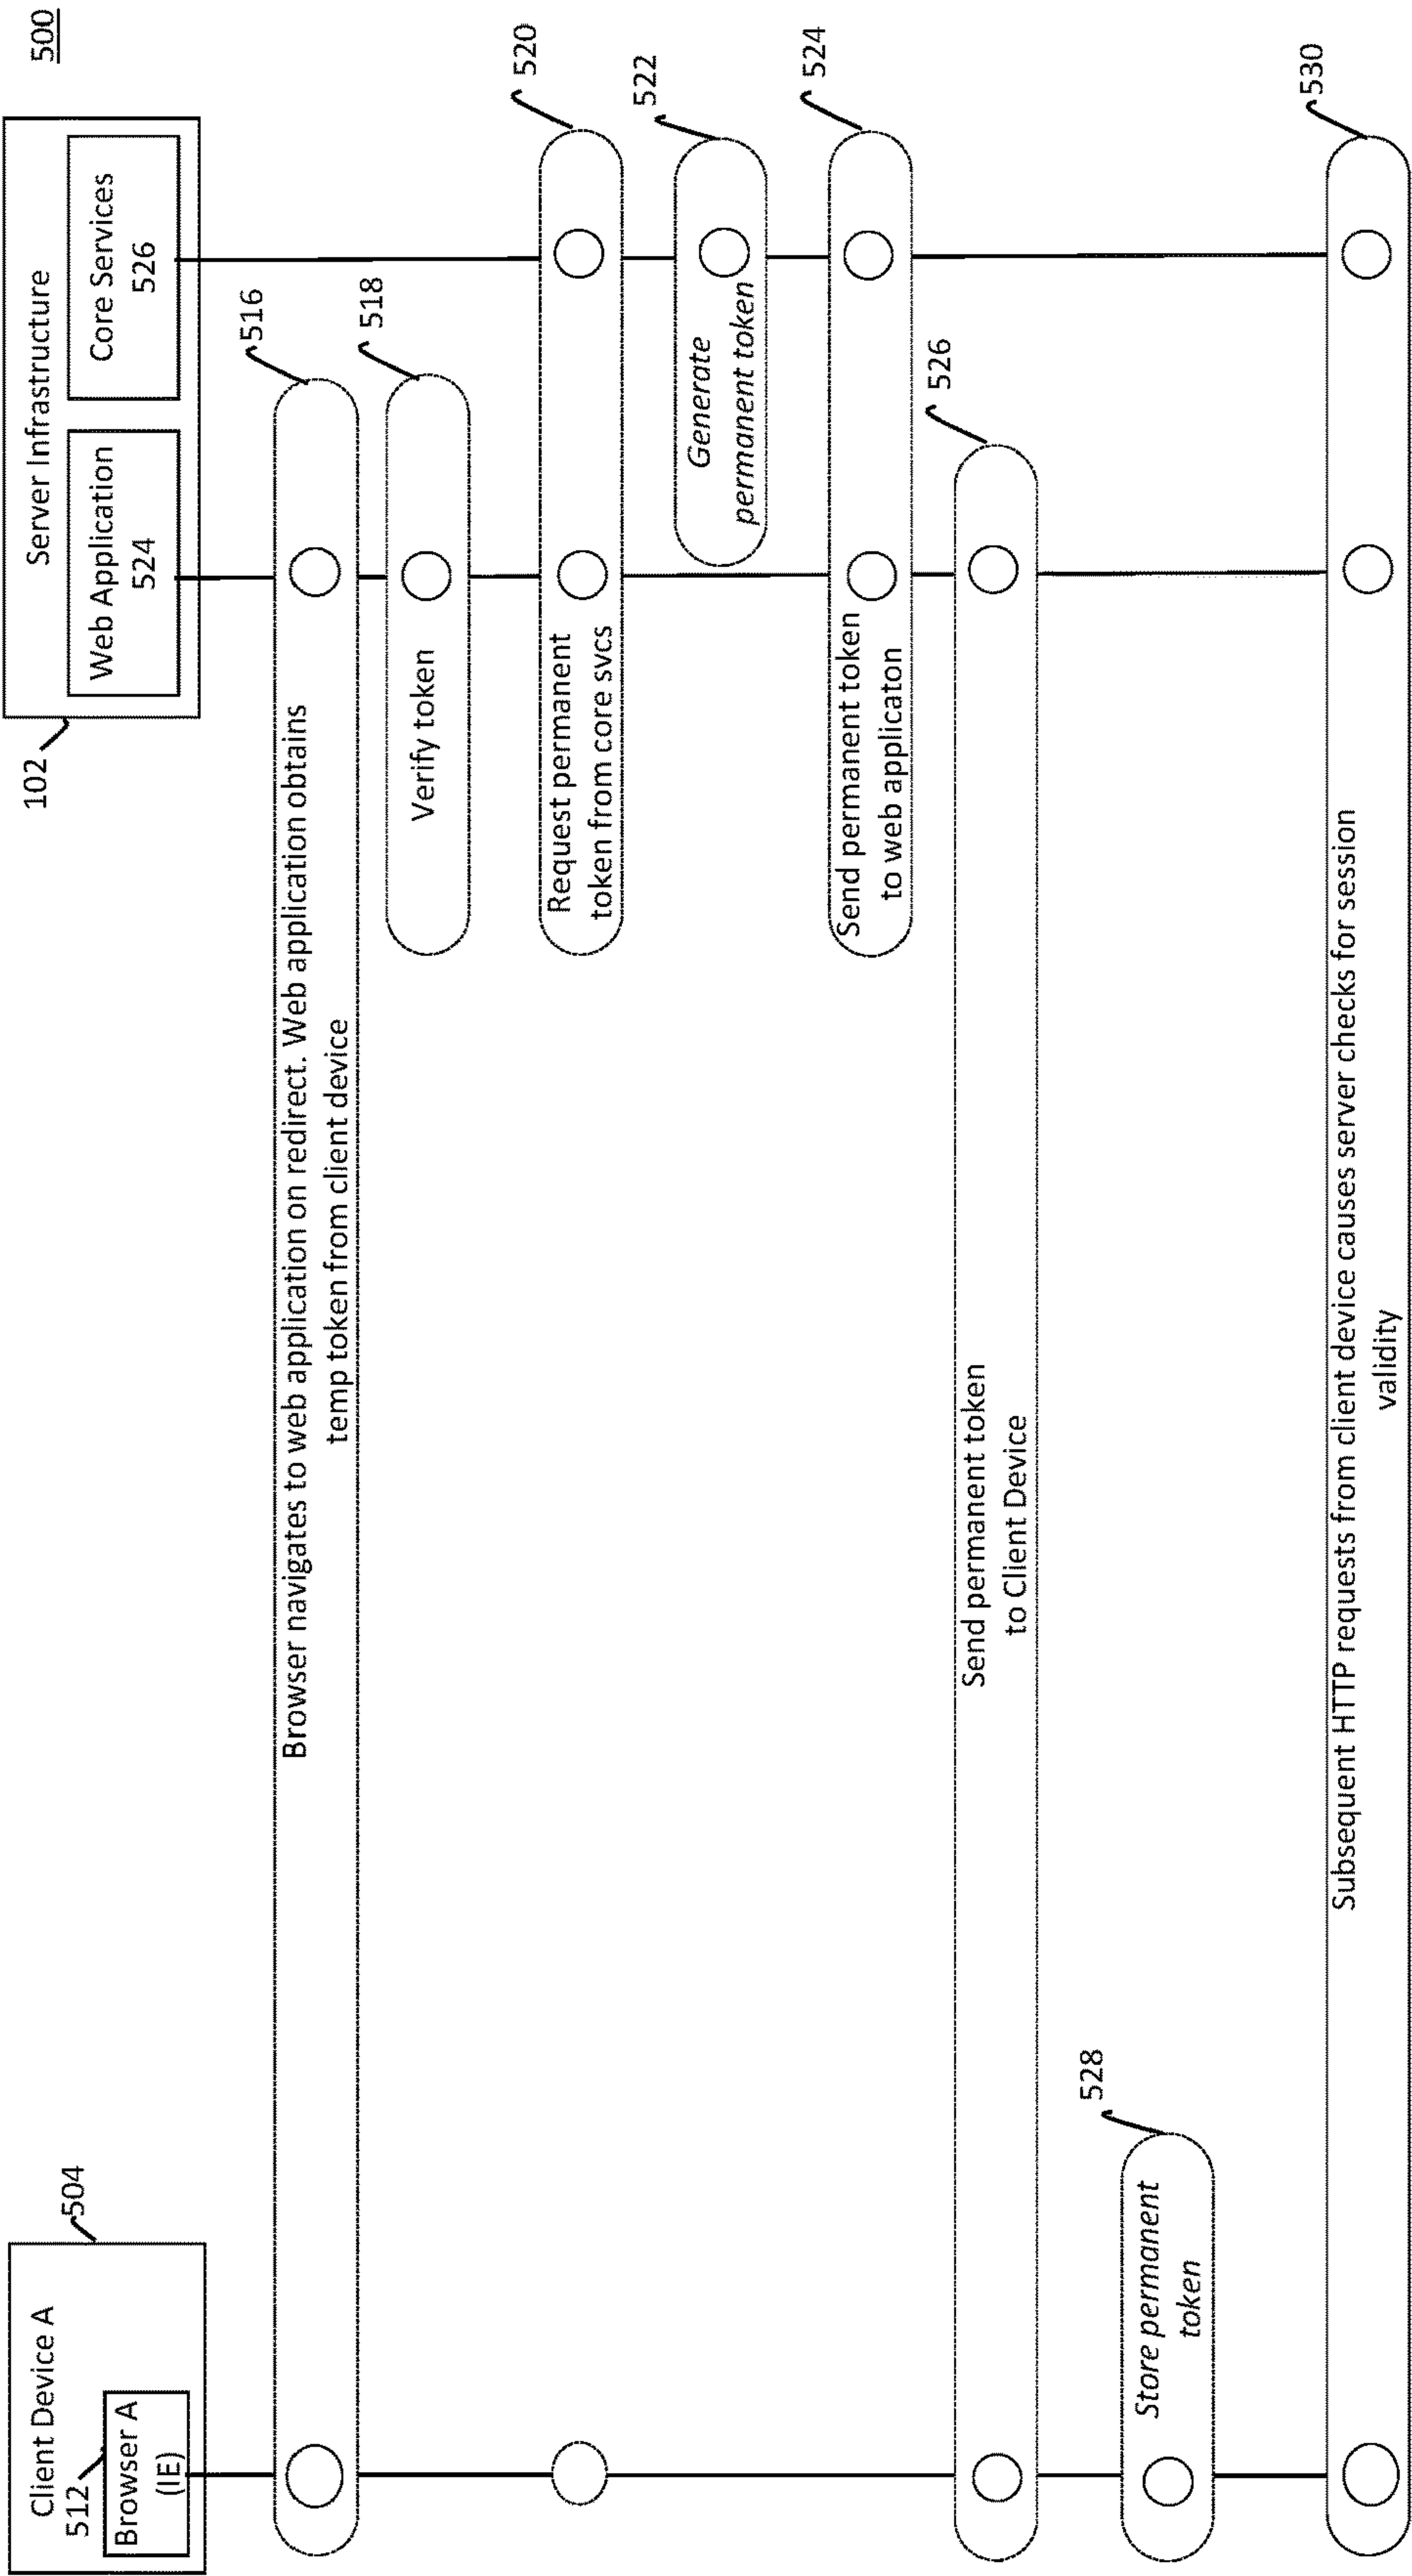 500
Client Device A
504
512
Browser A
(IE)
102
Server Infrastructure
Web Application
524
Core Services
526
516
Browser navigates to web application on redirect. Web application obtains
temp token from client device
518
Verify token
520
Request permanent
token from core svcs
522
Generate
permanent token
524
Send permanent token
to web applicaton
526
Send permanent token
to Client Device
528
Store permanent
token
530
Subsequent HTTP requests from client device causes server checks for session
validity